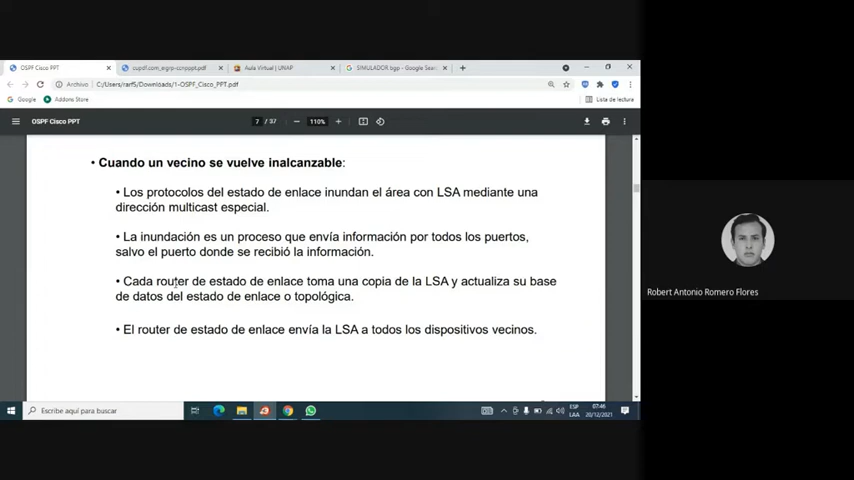 OSPF Cisco PPT
Aula Virtual | UNAP
SIMULADOR bgp - Google Sear
Archivo | C:/Users/rarf5/Downloads/1-OSPF_Cisco_PPT.pdf
Google
Addons Store
Lista de lectura
OSPF Cisco PPT
7 / 37
110%
• Cuando un vecino se vuelve inalcanzable:
• Los protocolos del estado de enlace inundan el área con LSA mediante una
dirección multicast especial.
• La inundación es un proceso que envía información por todos los puertos,
salvo el puerto donde se recibió la información.
• Cada router de estado de enlace toma una copia de la LSA y actualiza su base
de datos del estado de enlace o topológica.
• El router de estado de enlace envía la LSA a todos los dispositivos vecinos.
Robert Antonio Romero Flores
Escribe aquí para buscar
ESP
LAA
07:46
20/12/2021